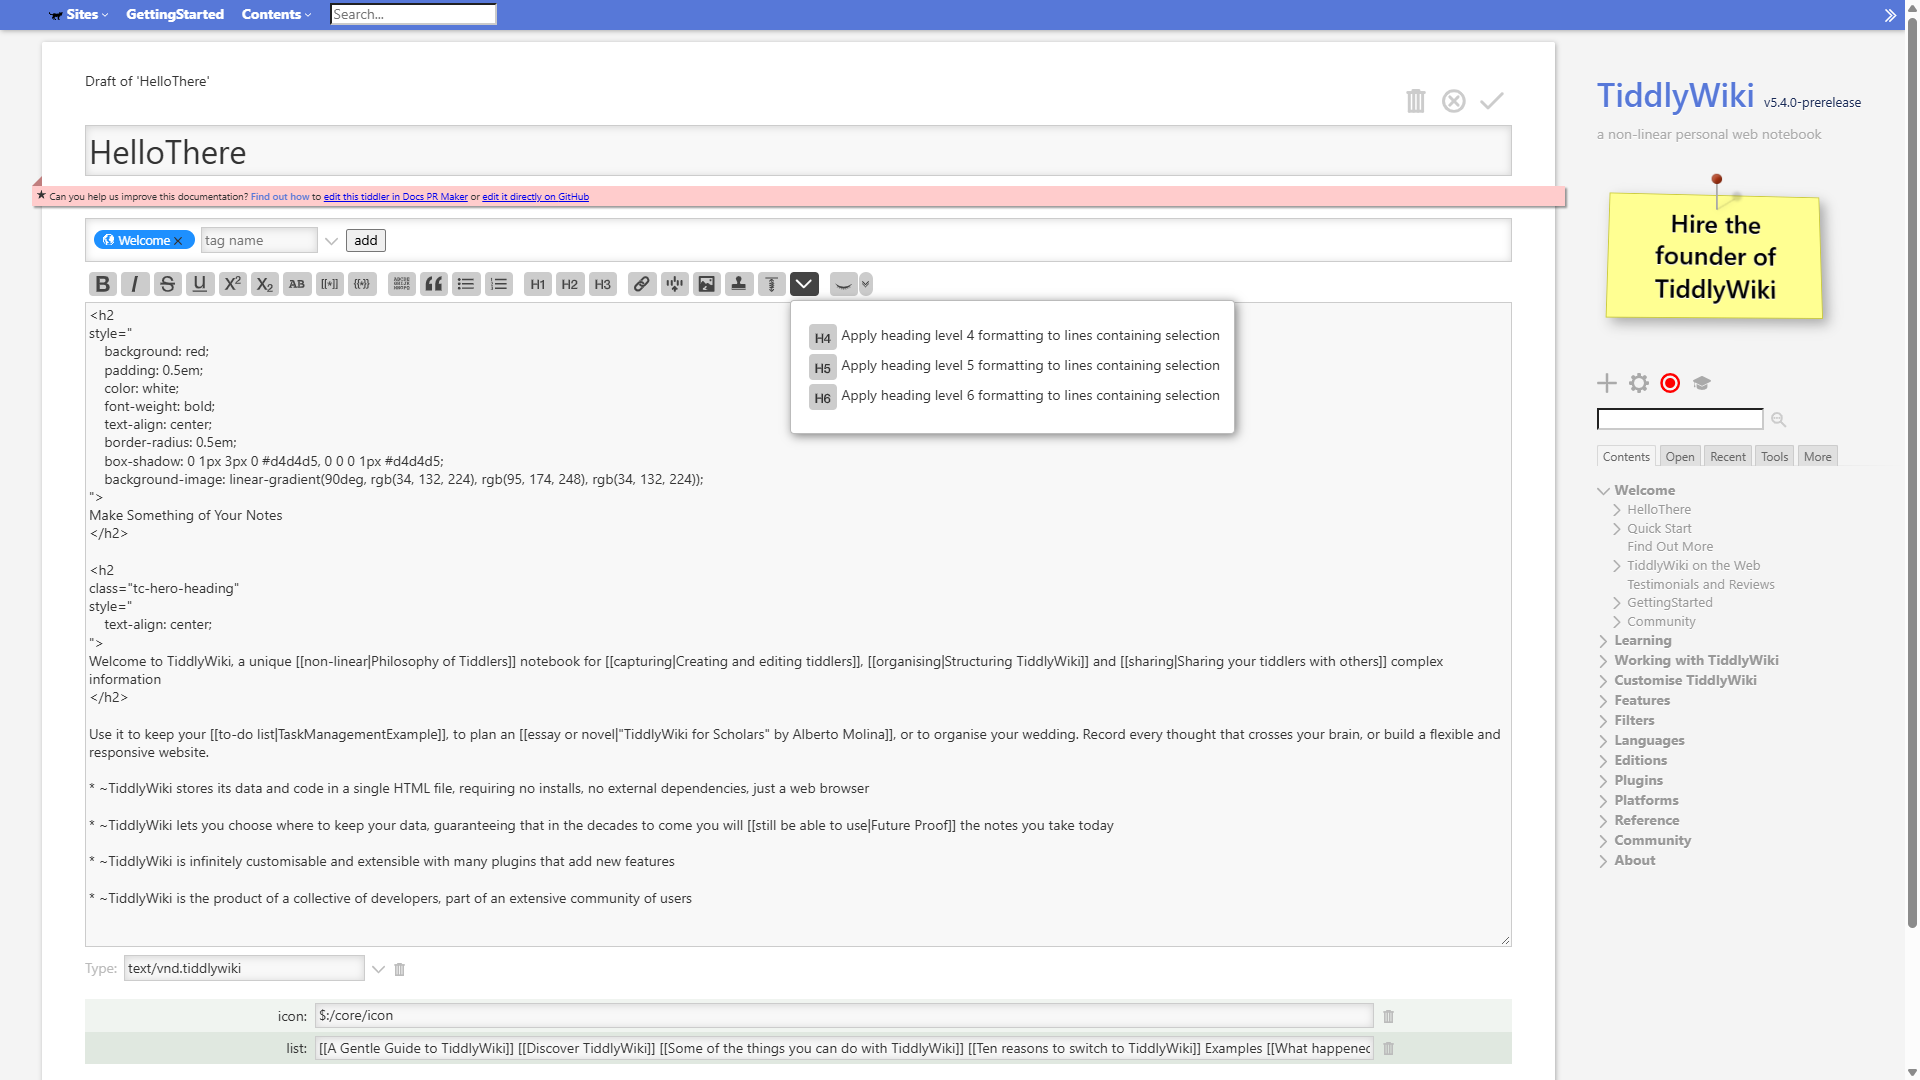 Sites GettingStarted Contents Search...
Draft of 'HelloThere'
HelloThere
★ Can you help us improve this documentation? Find out how to edit this tiddler in Docs PR Maker or edit it directly on GitHub
Welcome × tag name add
B I S U X² X₂ AB [[*]] {{*}} H1 H2 H3
H4 Apply heading level 4 formatting to lines containing selection
H5 Apply heading level 5 formatting to lines containing selection
H6 Apply heading level 6 formatting to lines containing selection
<h2
style="
background: red;
padding: 0.5em;
color: white;
font-weight: bold;
text-align: center;
border-radius: 0.5em;
box-shadow: 0 1px 3px 0 #d4d4d5, 0 0 0 1px #d4d4d5;
background-image: linear-gradient(90deg, rgb(34, 132, 224), rgb(95, 174, 248), rgb(34, 132, 224));
">
Make Something of Your Notes
</h2>
<h2
class="tc-hero-heading"
style="
text-align: center;
">
Welcome to TiddlyWiki, a unique [[non-linear|Philosophy of Tiddlers]] notebook for [[capturing|Creating and editing tiddlers]], [[organising|Structuring TiddlyWiki]] and [[sharing|Sharing your tiddlers with others]] complex
information
</h2>
Use it to keep your [[to-do list|TaskManagementExample]], to plan an [[essay or novel|"TiddlyWiki for Scholars" by Alberto Molina]], or to organise your wedding. Record every thought that crosses your brain, or build a flexible and
responsive website.
* ~TiddlyWiki stores its data and code in a single HTML file, requiring no installs, no external dependencies, just a web browser
* ~TiddlyWiki lets you choose where to keep your data, guaranteeing that in the decades to come you will [[still be able to use|Future Proof]] the notes you take today
* ~TiddlyWiki is infinitely customisable and extensible with many plugins that add new features
* ~TiddlyWiki is the product of a collective of developers, part of an extensive community of users
Type: text/vnd.tiddlywiki
icon: $:/core/icon
list: [[A Gentle Guide to TiddlyWiki]] [[Discover TiddlyWiki]] [[Some of the things you can do with TiddlyWiki]] [[Ten reasons to switch to TiddlyWiki]] Examples [[What happened
TiddlyWiki v5.4.0-prerelease
a non-linear personal web notebook
Hire the
founder of
TiddlyWiki
Contents Open Recent Tools More
Welcome
HelloThere
Quick Start
Find Out More
TiddlyWiki on the Web
Testimonials and Reviews
GettingStarted
Community
Learning
Working with TiddlyWiki
Customise TiddlyWiki
Features
Filters
Languages
Editions
Plugins
Platforms
Reference
Community
About